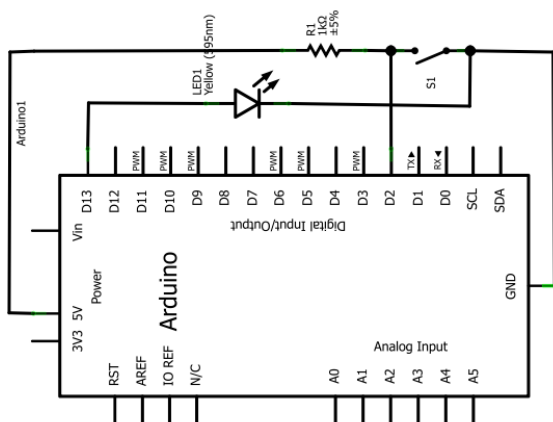 R1
1kΩ
±5%
LED1
Yellow (595nm)
S1
Arduino1
PWM
PWM
PWM
PWM
PWM
PWM
TX▶
RX◀
D13
D12
D11
D10
D9
D8
D7
D6
D5
D4
D3
D2
D1
D0
SCL
SDA
Digital Input/Output
Vin
Power
5V
3V3
Arduino
GND
Analog Input
RST
AREF
IO REF
N/C
A0
A1
A2
A3
A4
A5